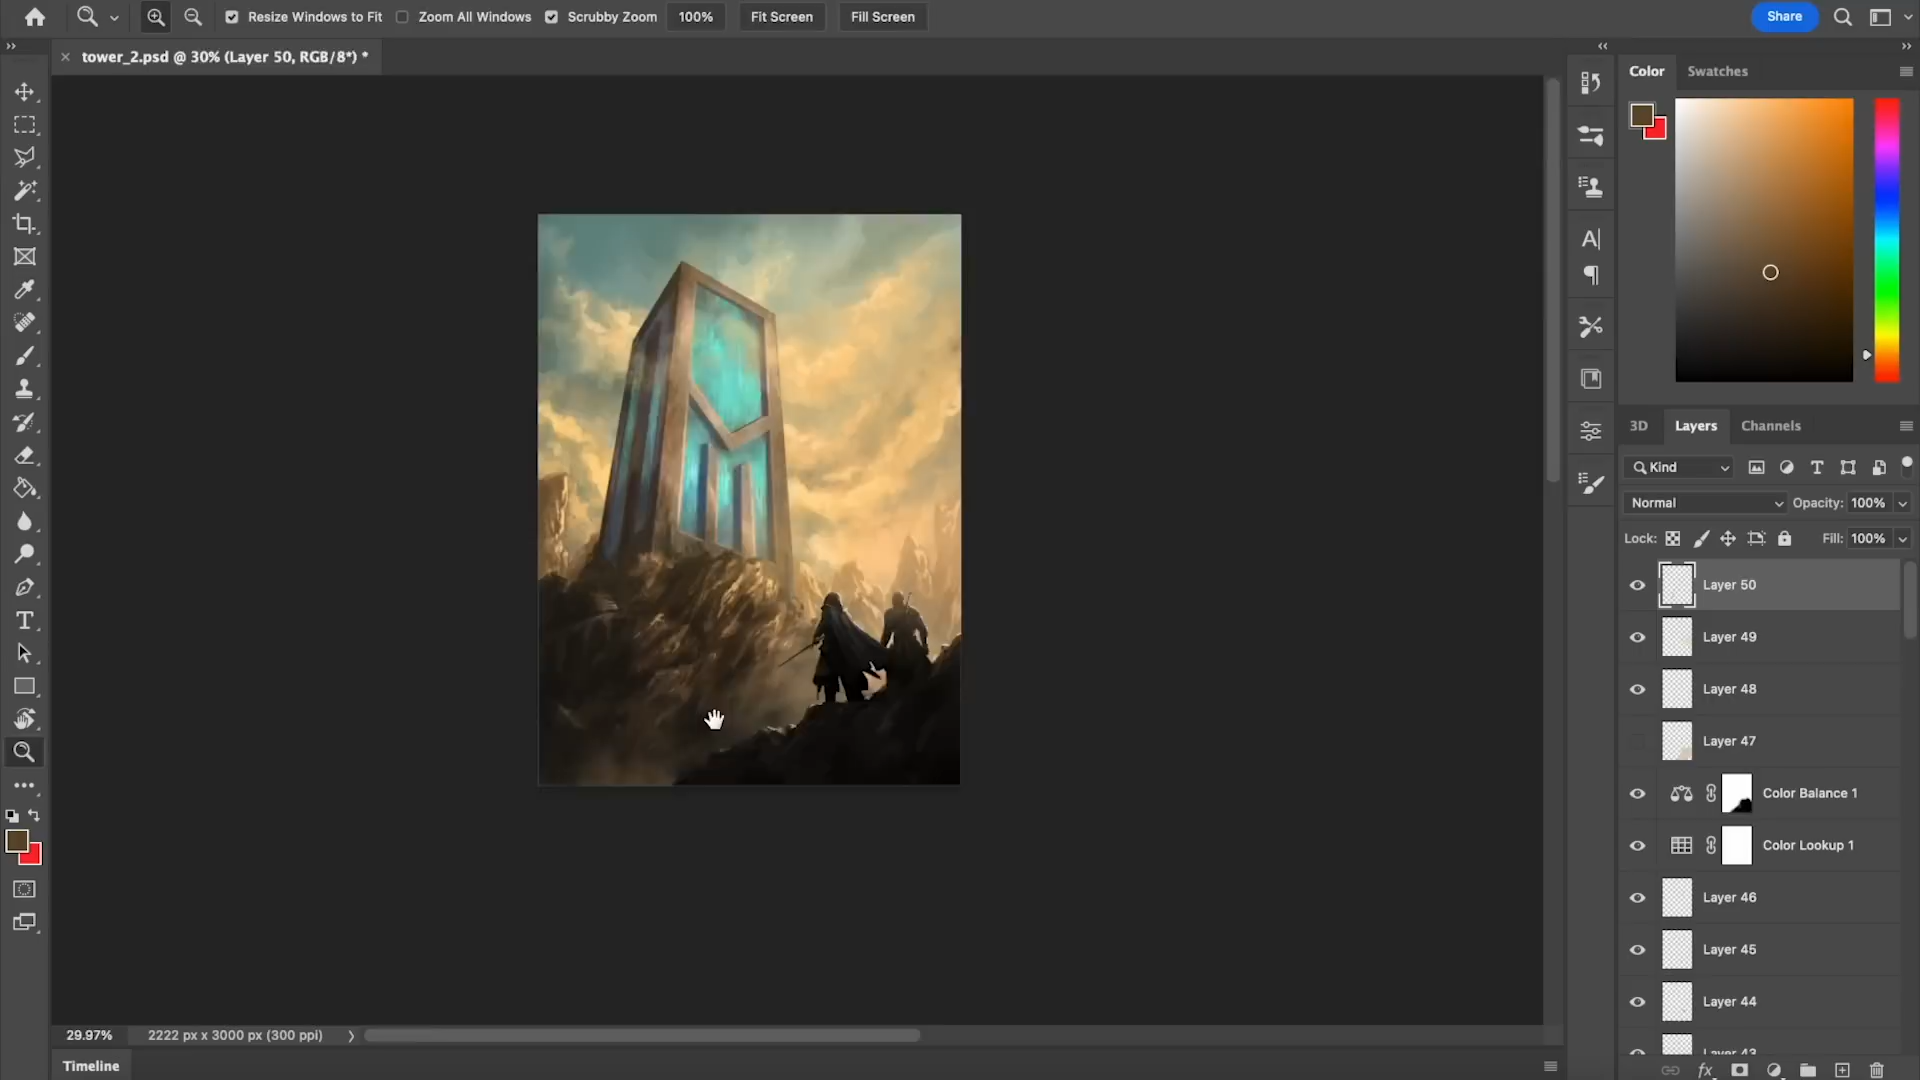 Resize Windows to Fit
Zoom All Windows
Scrubby Zoom
100%
Fit Screen
Fill Screen
Share
tower_2.psd @ 30% (Layer 50, RGB/8*) *
Color
Swatches
3D
Layers
Channels
Kind
Normal
Opacity: 100%
Lock:
Fill: 100%
Layer 50
Layer 49
Layer 48
Layer 47
Color Balance 1
Color Lookup 1
Layer 46
Layer 45
Layer 44
Layer 43
29.97%
2222 px x 3000 px (300 ppi)
Timeline